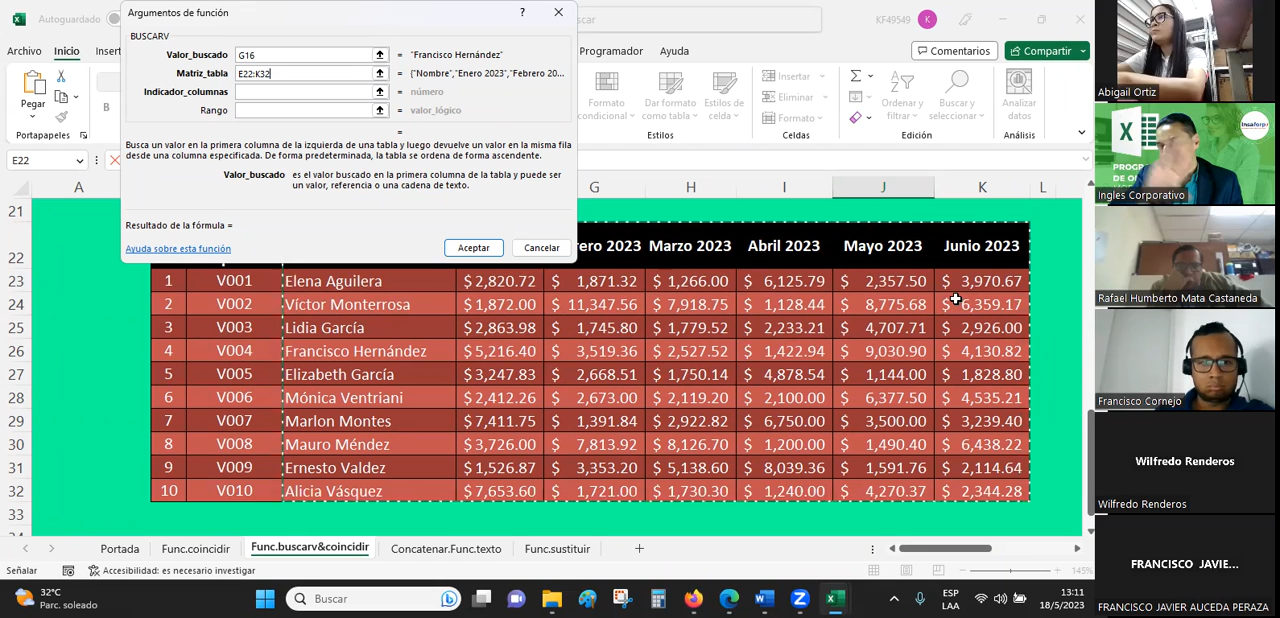 Autoguardado
Argumentos de función
?
BUSCARV
Valor_buscado G16 = "Francisco Hernández"
Matriz_tabla E22:K32 = {"Nombre","Enero 2023","Febrero 20...
Indicador_columnas = número
Rango = valor_lógico
=
Busca un valor en la primera columna de la izquierda de una tabla y luego devuelve un valor en la misma fila
desde una columna especificada. De forma predeterminada, la tabla se ordena de forma ascendente.
Valor_buscado es el valor buscado en la primera columna de la tabla y puede ser
un valor, referencia o una cadena de texto.
Resultado de la fórmula =
Ayuda sobre esta función
Aceptar Cancelar
scar
KF49549 K
Archivo Inicio Insert
Programador Ayuda
Comentarios Compartir
Pegar
Portapapeles
Formato condicional
Dar formato como tabla
Estilos de celda
Estilos
Insertar
Eliminar
Formato
Celdas
Ordenar y filtrar
Buscar y seleccionar
Edición
Analizar datos
Análisis
E22
A G H I J K L
21
22 rero 2023 Marzo 2023 Abril 2023 Mayo 2023 Junio 2023
23 1 V001 Elena Aguilera $2,820.72 $ 1,871.32 $ 1,266.00 $ 6,125.79 $ 2,357.50 $ 3,970.67
24 2 V002 Víctor Monterrosa $1,872.00 $ 11,347.56 $ 7,918.75 $ 1,128.44 $ 8,775.68 $ 6,359.17
25 3 V003 Lidia García $2,863.98 $ 1,745.80 $ 1,779.52 $ 2,233.21 $ 4,707.71 $ 2,926.00
26 4 V004 Francisco Hernández $5,216.40 $ 3,519.36 $ 2,527.52 $ 1,422.94 $ 9,030.90 $ 4,130.82
27 5 V005 Elizabeth García $3,247.83 $ 2,668.51 $ 1,750.14 $ 4,878.54 $ 1,144.00 $ 1,828.80
28 6 V006 Mónica Ventriani $2,412.26 $ 2,673.00 $ 2,119.20 $ 2,100.00 $ 6,377.50 $ 4,535.21
29 7 V007 Marlon Montes $7,411.75 $ 1,391.84 $ 2,922.82 $ 6,750.00 $ 3,500.00 $ 3,239.40
30 8 V008 Mauro Méndez $3,726.00 $ 7,813.92 $ 8,126.70 $ 1,200.00 $ 1,490.40 $ 6,438.22
31 9 V009 Ernesto Valdez $1,526.87 $ 3,353.20 $ 5,138.60 $ 8,039.36 $ 1,591.76 $ 2,114.64
32 10 V010 Alicia Vásquez $7,653.60 $ 1,721.00 $ 1,730.30 $ 1,240.00 $ 4,270.37 $ 2,344.28
33
Portada Func.coincidir Func.buscarv&coincidir Concatenar.Func.texto Func.sustituir
Señalar Accesibilidad: es necesario investigar 145%
32°C
Parc. soleado
Buscar
ESP
LAA
13:11
18/5/2023
Abigail Ortiz
Insaforp
PROG
DE O
Ingles Corporativo
Rafael Humberto Mata Castaneda
Francisco Cornejo
Wilfredo Renderos
Wilfredo Renderos
FRANCISCO JAVIE...
FRANCISCO JAVIER AUCEDA PERAZA